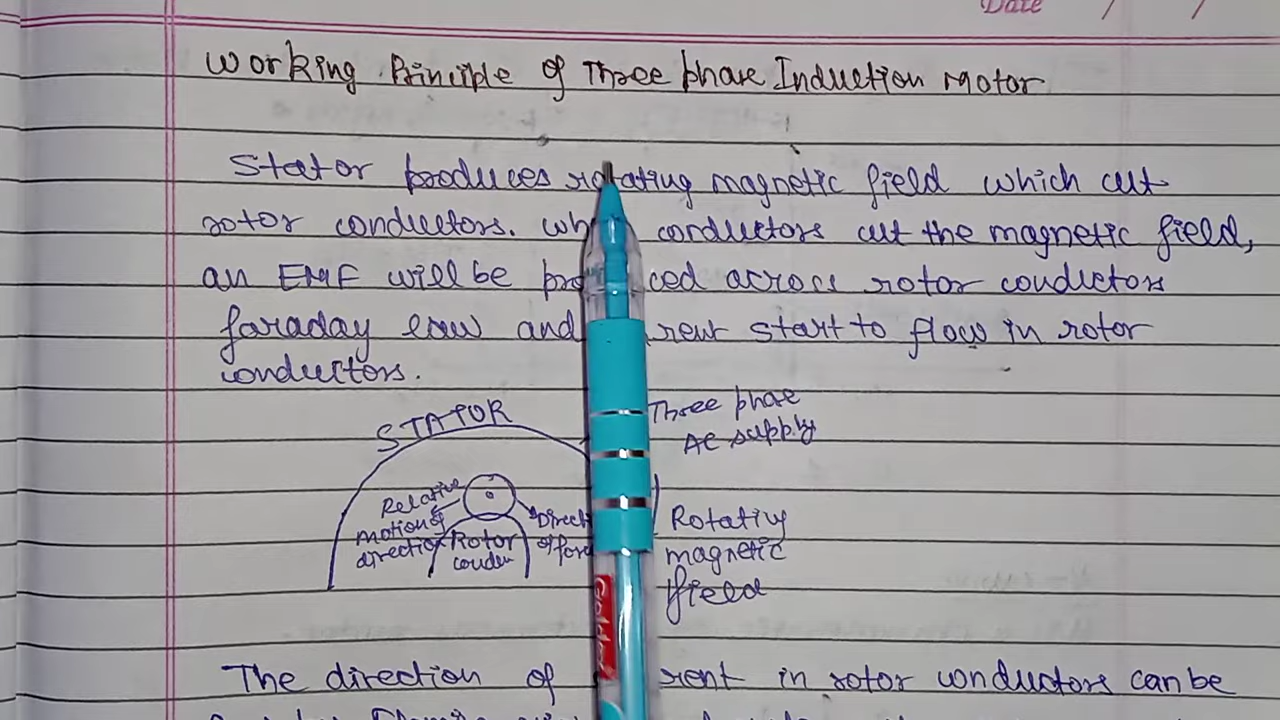 Date / /
Working Principle of Three phase Induction Motor
Stator produces rotating magnetic field which cut
rotor conductors. conductors cut the magnetic field,
an EMF will be across rotor conductors
faraday law and start to flow in rotor
conductors.
STATOR
Three phase
AC supply
Relative
motion of
direction
Rotor
Rotating
magnetic
field
The direction of in rotor conductors can be